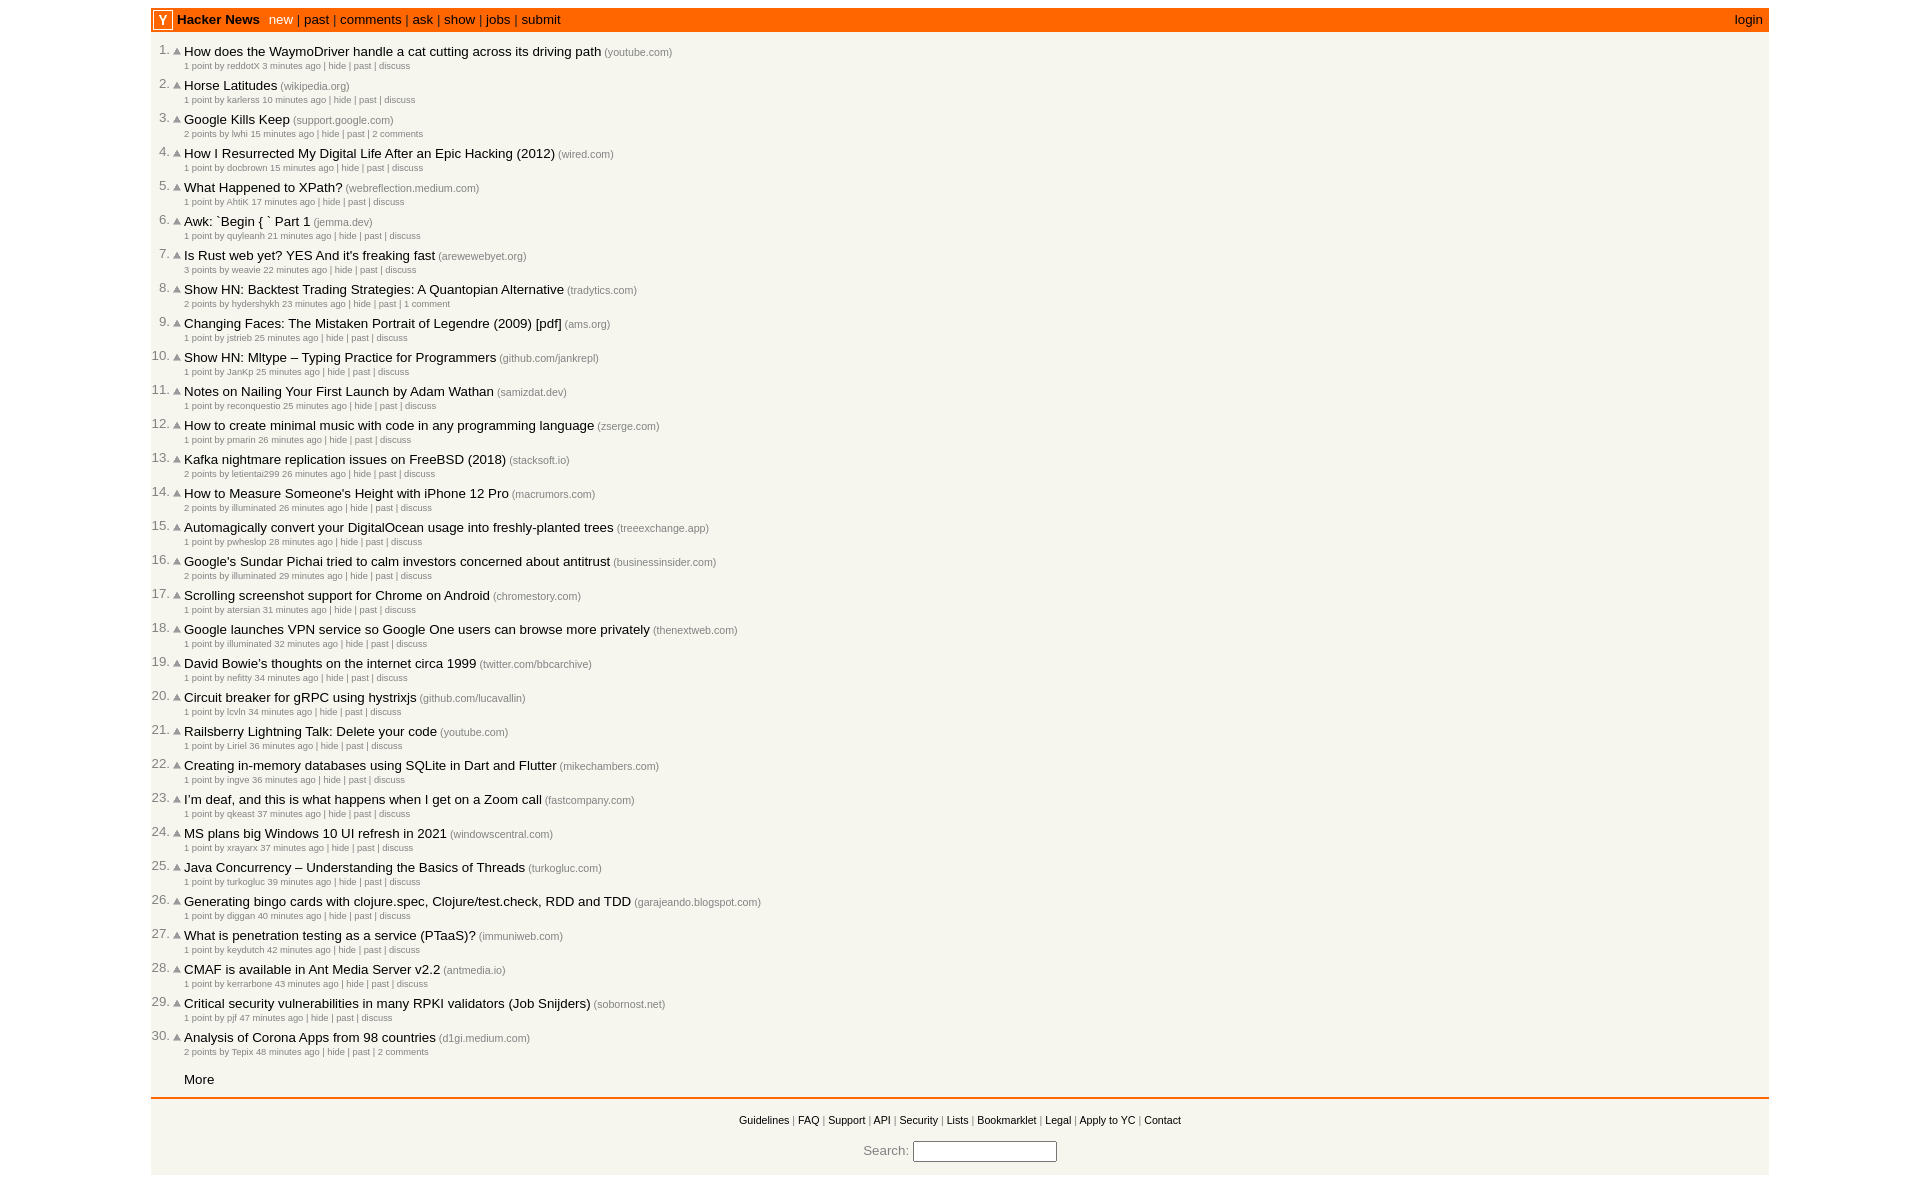 Y Hacker News new | past | comments | ask | show | jobs | submit login
1. How does the WaymoDriver handle a cat cutting across its driving path (youtube.com)
1 point by reddotX 3 minutes ago | hide | past | discuss
2. Horse Latitudes (wikipedia.org)
1 point by karlerss 10 minutes ago | hide | past | discuss
3. Google Kills Keep (support.google.com)
2 points by lwhi 15 minutes ago | hide | past | 2 comments
4. How I Resurrected My Digital Life After an Epic Hacking (2012) (wired.com)
1 point by docbrown 15 minutes ago | hide | past | discuss
5. What Happened to XPath? (webreflection.medium.com)
1 point by AhtiK 17 minutes ago | hide | past | discuss
6. Awk: `Begin { ` Part 1 (jemma.dev)
1 point by quyleanh 21 minutes ago | hide | past | discuss
7. Is Rust web yet? YES And it's freaking fast (arewewebyet.org)
3 points by weavie 22 minutes ago | hide | past | discuss
8. Show HN: Backtest Trading Strategies: A Quantopian Alternative (tradytics.com)
2 points by hydershykh 23 minutes ago | hide | past | 1 comment
9. Changing Faces: The Mistaken Portrait of Legendre (2009) [pdf] (ams.org)
1 point by jstrieb 25 minutes ago | hide | past | discuss
10. Show HN: Mltype – Typing Practice for Programmers (github.com/jankrepl)
1 point by JanKp 25 minutes ago | hide | past | discuss
11. Notes on Nailing Your First Launch by Adam Wathan (samizdat.dev)
1 point by reconquestio 25 minutes ago | hide | past | discuss
12. How to create minimal music with code in any programming language (zserge.com)
1 point by pmarin 26 minutes ago | hide | past | discuss
13. Kafka nightmare replication issues on FreeBSD (2018) (stacksoft.io)
2 points by letientai299 26 minutes ago | hide | past | discuss
14. How to Measure Someone's Height with iPhone 12 Pro (macrumors.com)
2 points by illuminated 26 minutes ago | hide | past | discuss
15. Automagically convert your DigitalOcean usage into freshly-planted trees (treeexchange.app)
1 point by pwheslop 28 minutes ago | hide | past | discuss
16. Google's Sundar Pichai tried to calm investors concerned about antitrust (businessinsider.com)
2 points by illuminated 29 minutes ago | hide | past | discuss
17. Scrolling screenshot support for Chrome on Android (chromestory.com)
1 point by atersian 31 minutes ago | hide | past | discuss
18. Google launches VPN service so Google One users can browse more privately (thenextweb.com)
1 point by illuminated 32 minutes ago | hide | past | discuss
19. David Bowie's thoughts on the internet circa 1999 (twitter.com/bbcarchive)
1 point by nefitty 34 minutes ago | hide | past | discuss
20. Circuit breaker for gRPC using hystrixjs (github.com/lucavallin)
1 point by lcvln 34 minutes ago | hide | past | discuss
21. Railsberry Lightning Talk: Delete your code (youtube.com)
1 point by Liriel 36 minutes ago | hide | past | discuss
22. Creating in-memory databases using SQLite in Dart and Flutter (mikechambers.com)
1 point by ingve 36 minutes ago | hide | past | discuss
23. I'm deaf, and this is what happens when I get on a Zoom call (fastcompany.com)
1 point by qkeast 37 minutes ago | hide | past | discuss
24. MS plans big Windows 10 UI refresh in 2021 (windowscentral.com)
1 point by xrayarx 37 minutes ago | hide | past | discuss
25. Java Concurrency – Understanding the Basics of Threads (turkogluc.com)
1 point by turkogluc 39 minutes ago | hide | past | discuss
26. Generating bingo cards with clojure.spec, Clojure/test.check, RDD and TDD (garajeando.blogspot.com)
1 point by diggan 40 minutes ago | hide | past | discuss
27. What is penetration testing as a service (PTaaS)? (immuniweb.com)
1 point by keydutch 42 minutes ago | hide | past | discuss
28. CMAF is available in Ant Media Server v2.2 (antmedia.io)
1 point by kerrarbone 43 minutes ago | hide | past | discuss
29. Critical security vulnerabilities in many RPKI validators (Job Snijders) (sobornost.net)
1 point by pjf 47 minutes ago | hide | past | discuss
30. Analysis of Corona Apps from 98 countries (d1gi.medium.com)
2 points by Tepix 48 minutes ago | hide | past | 2 comments
More
Guidelines | FAQ | Support | API | Security | Lists | Bookmarklet | Legal | Apply to YC | Contact
Search: